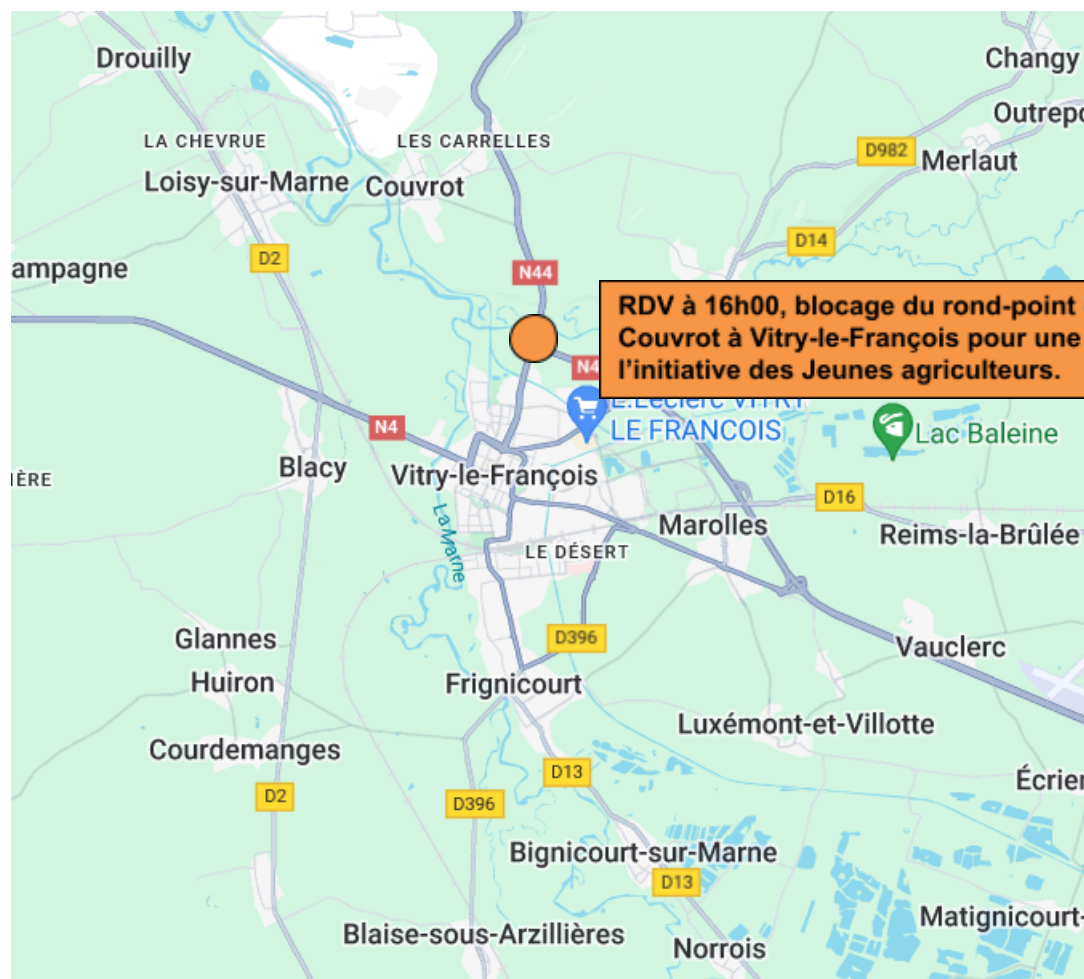 Drouilly
Changy
Outrepo
LA CHEVRUE
LES CARRELLES
D982
Merlaut
Loisy-sur-Marne
Couvrot
D14
D2
ampagne
N44
RDV à 16h00, blocage du rond-point
Couvrot à Vitry-le-François pour une
l'initiative des Jeunes agriculteurs.
N4
E.Leclerc VITRY
LE FRANCOIS
N4
Lac Baleine
Blacy
Vitry-le-François
IÈRE
D16
La Marne
Marolles
Reims-la-Brûlée
LE DÉSERT
D396
Glannes
Vauclerc
Huiron
Frignicourt
Luxémont-et-Villotte
Courdemanges
D13
Écrien
D2
D396
Bignicourt-sur-Marne
D13
Matignicourt-
Blaise-sous-Arzillières
Norrois